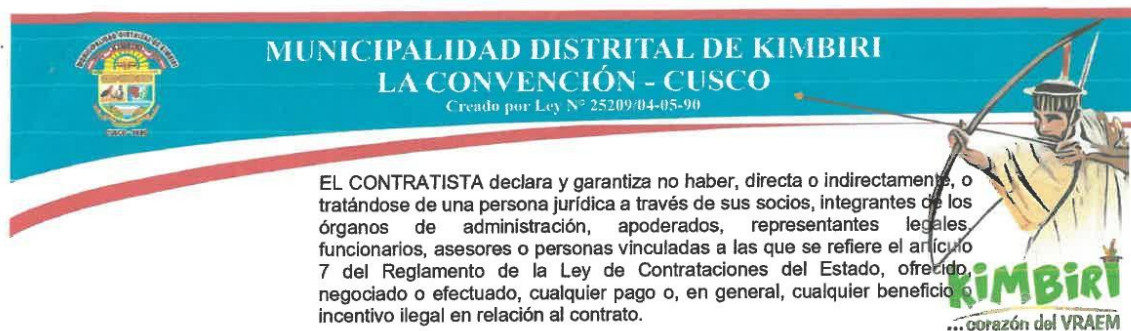 MUNICIPALIDAD DISTRITAL DE KIMBIRI
LA CONVENCIÓN - CUSCO
Creado por Ley N° 25209/04-05-90
EL CONTRATISTA declara y garantiza no haber, directa o indirectamente, o
tratándose de una persona jurídica a través de sus socios, integrantes de los
órganos de administración, apoderados, representantes legales,
funcionarios, asesores o personas vinculadas a las que se refiere el artículo
7 del Reglamento de la Ley de Contrataciones del Estado, ofrecido,
negociado o efectuado, cualquier pago o, en general, cualquier beneficio o
incentivo ilegal en relación al contrato.
KIMBIRI
...corazón del VRAEM